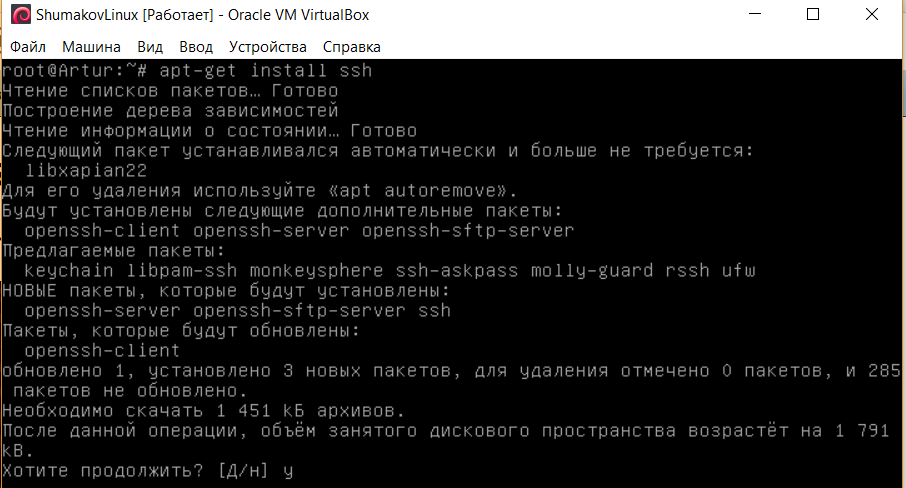 ShumakovLinux [Работает] - Oracle VM VirtualBox
Файл Машина Вид Ввод Устройства Справка
root@Artur:~# apt-get install ssh
Чтение списков пакетов… Готово
Построение дерева зависимостей
Чтение информации о состоянии… Готово
Следующий пакет устанавливался автоматически и больше не требуется:
libxapian22
Для его удаления используйте «apt autoremove».
Будут установлены следующие дополнительные пакеты:
openssh-client openssh-server openssh-sftp-server
Предлагаемые пакеты:
keychain libpam-ssh monkeysphere ssh-askpass molly-guard rssh ufw
НОВЫЕ пакеты, которые будут установлены:
openssh-server openssh-sftp-server ssh
Пакеты, которые будут обновлены:
openssh-client
обновлено 1, установлено 3 новых пакетов, для удаления отмечено 0 пакетов, и 285
пакетов не обновлено.
Необходимо скачать 1 451 kБ архивов.
После данной операции, объём занятого дискового пространства возрастёт на 1 791
kB.
Хотите продолжить? [Д/н] y